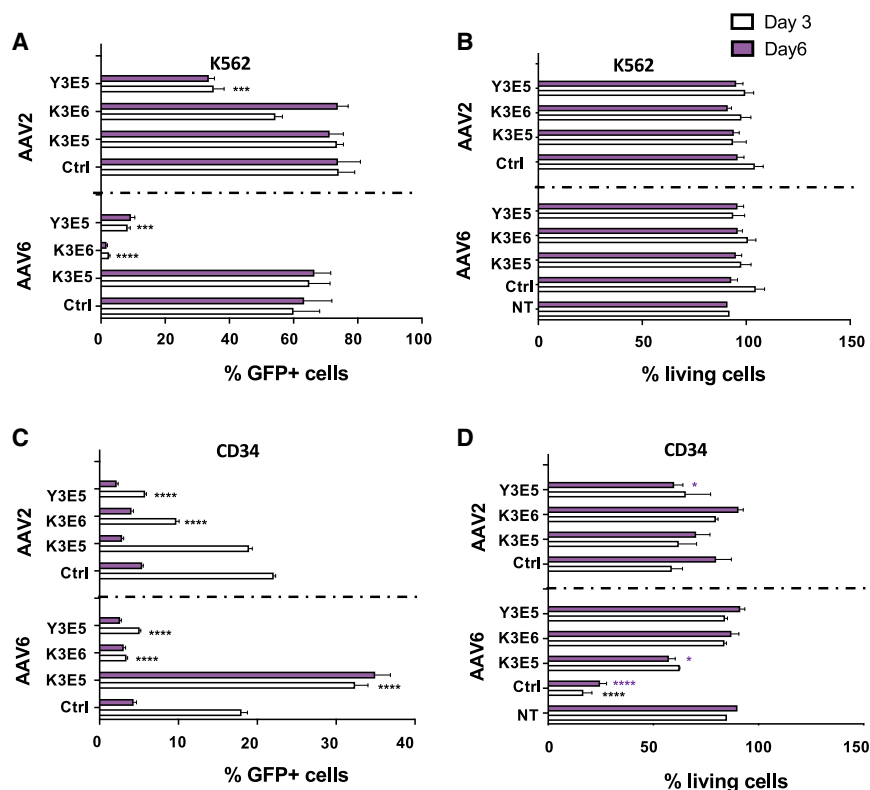 Day 3
Day6
A
K562
Y3E5
***
K3E6
K3E5
Ctrl
AAV2
Y3E5
***
K3E6
****
K3E5
Ctrl
AAV6
0 20 40 60 80 100
% GFP+ cells
B
K562
Y3E5
K3E6
K3E5
Ctrl
AAV2
Y3E5
K3E6
K3E5
Ctrl
NT
AAV6
0 50 100 150
% living cells
C
CD34
Y3E5
****
K3E6
****
K3E5
Ctrl
AAV2
Y3E5
****
K3E6
****
K3E5
****
Ctrl
AAV6
0 10 20 30 40
% GFP+ cells
D
CD34
Y3E5
*
K3E6
K3E5
Ctrl
AAV2
Y3E5
K3E6
K3E5
*
Ctrl
****
****
NT
AAV6
0 50 100 150
% living cells